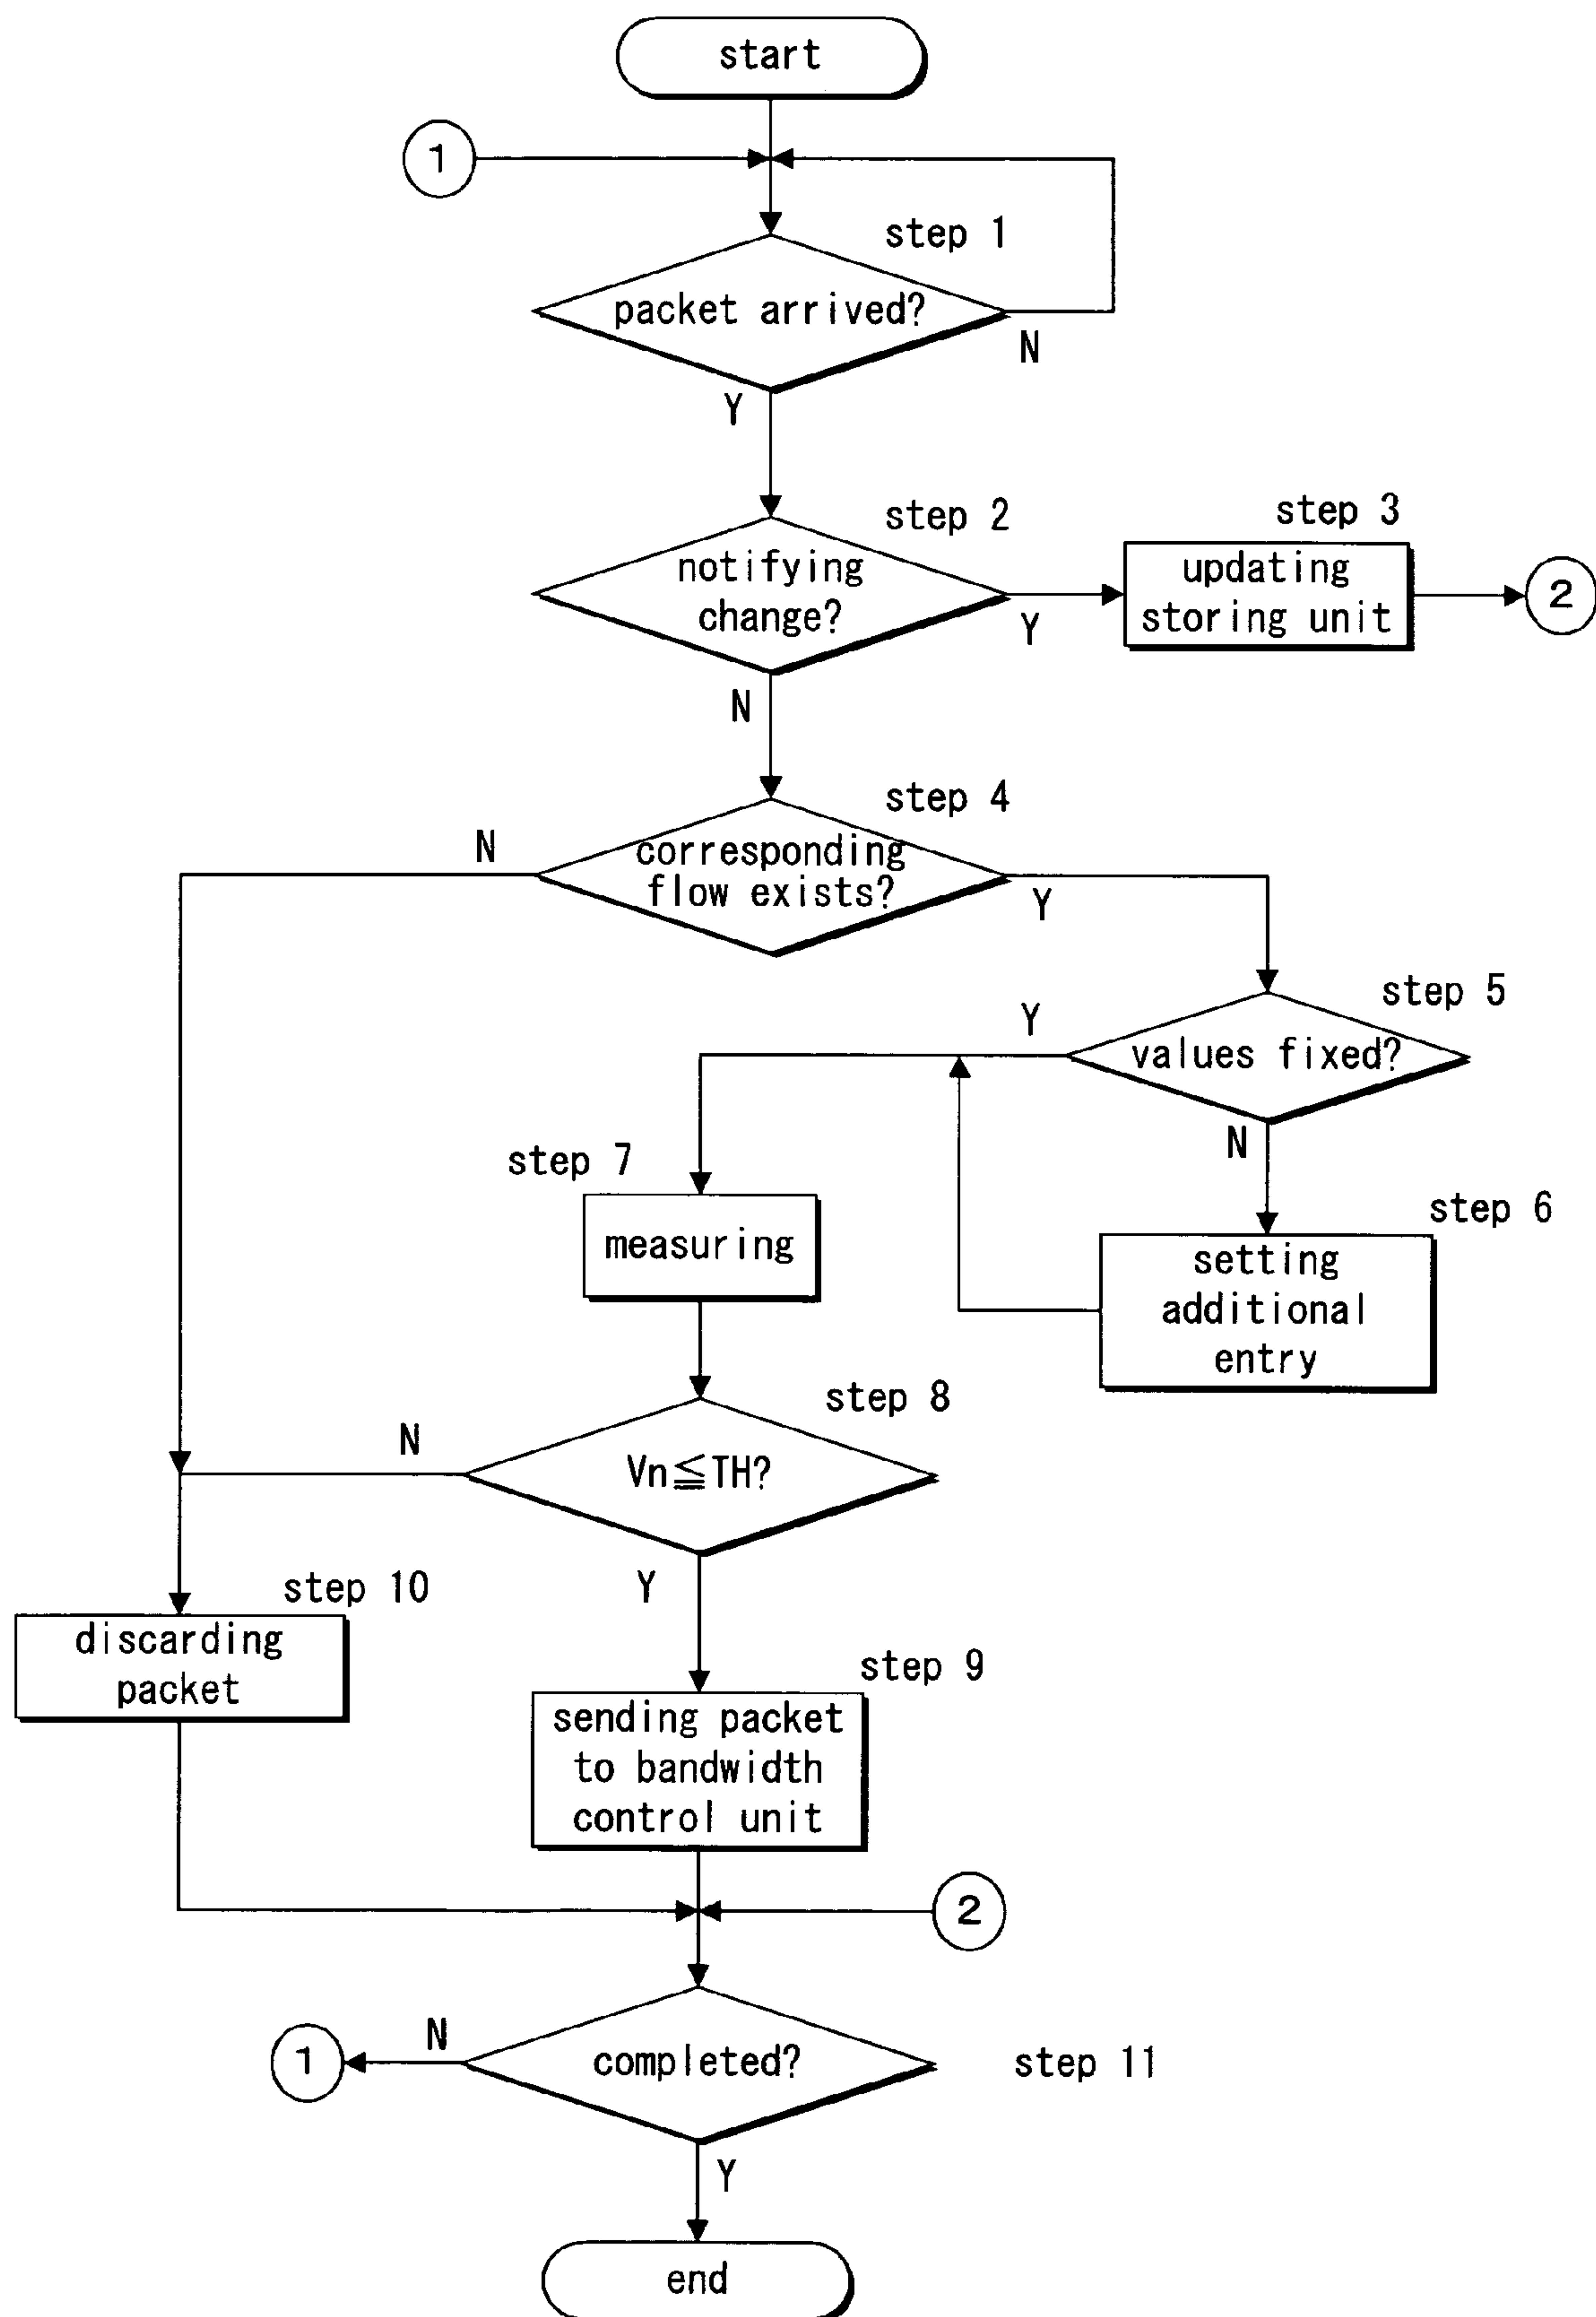 start
1
step 1
packet arrived?
N
Y
step 2
step 3
notifying
change?
updating
storing unit
2
Y
N
step 4
N
corresponding
flow exists?
Y
step 5
Y
values fixed?
N
step 7
step 6
measuring
setting
additional
entry
step 8
N
Vn≦TH?
Y
step 10
discarding
packet
step 9
sending packet
to bandwidth
control unit
2
N
1
completed?
step 11
Y
end